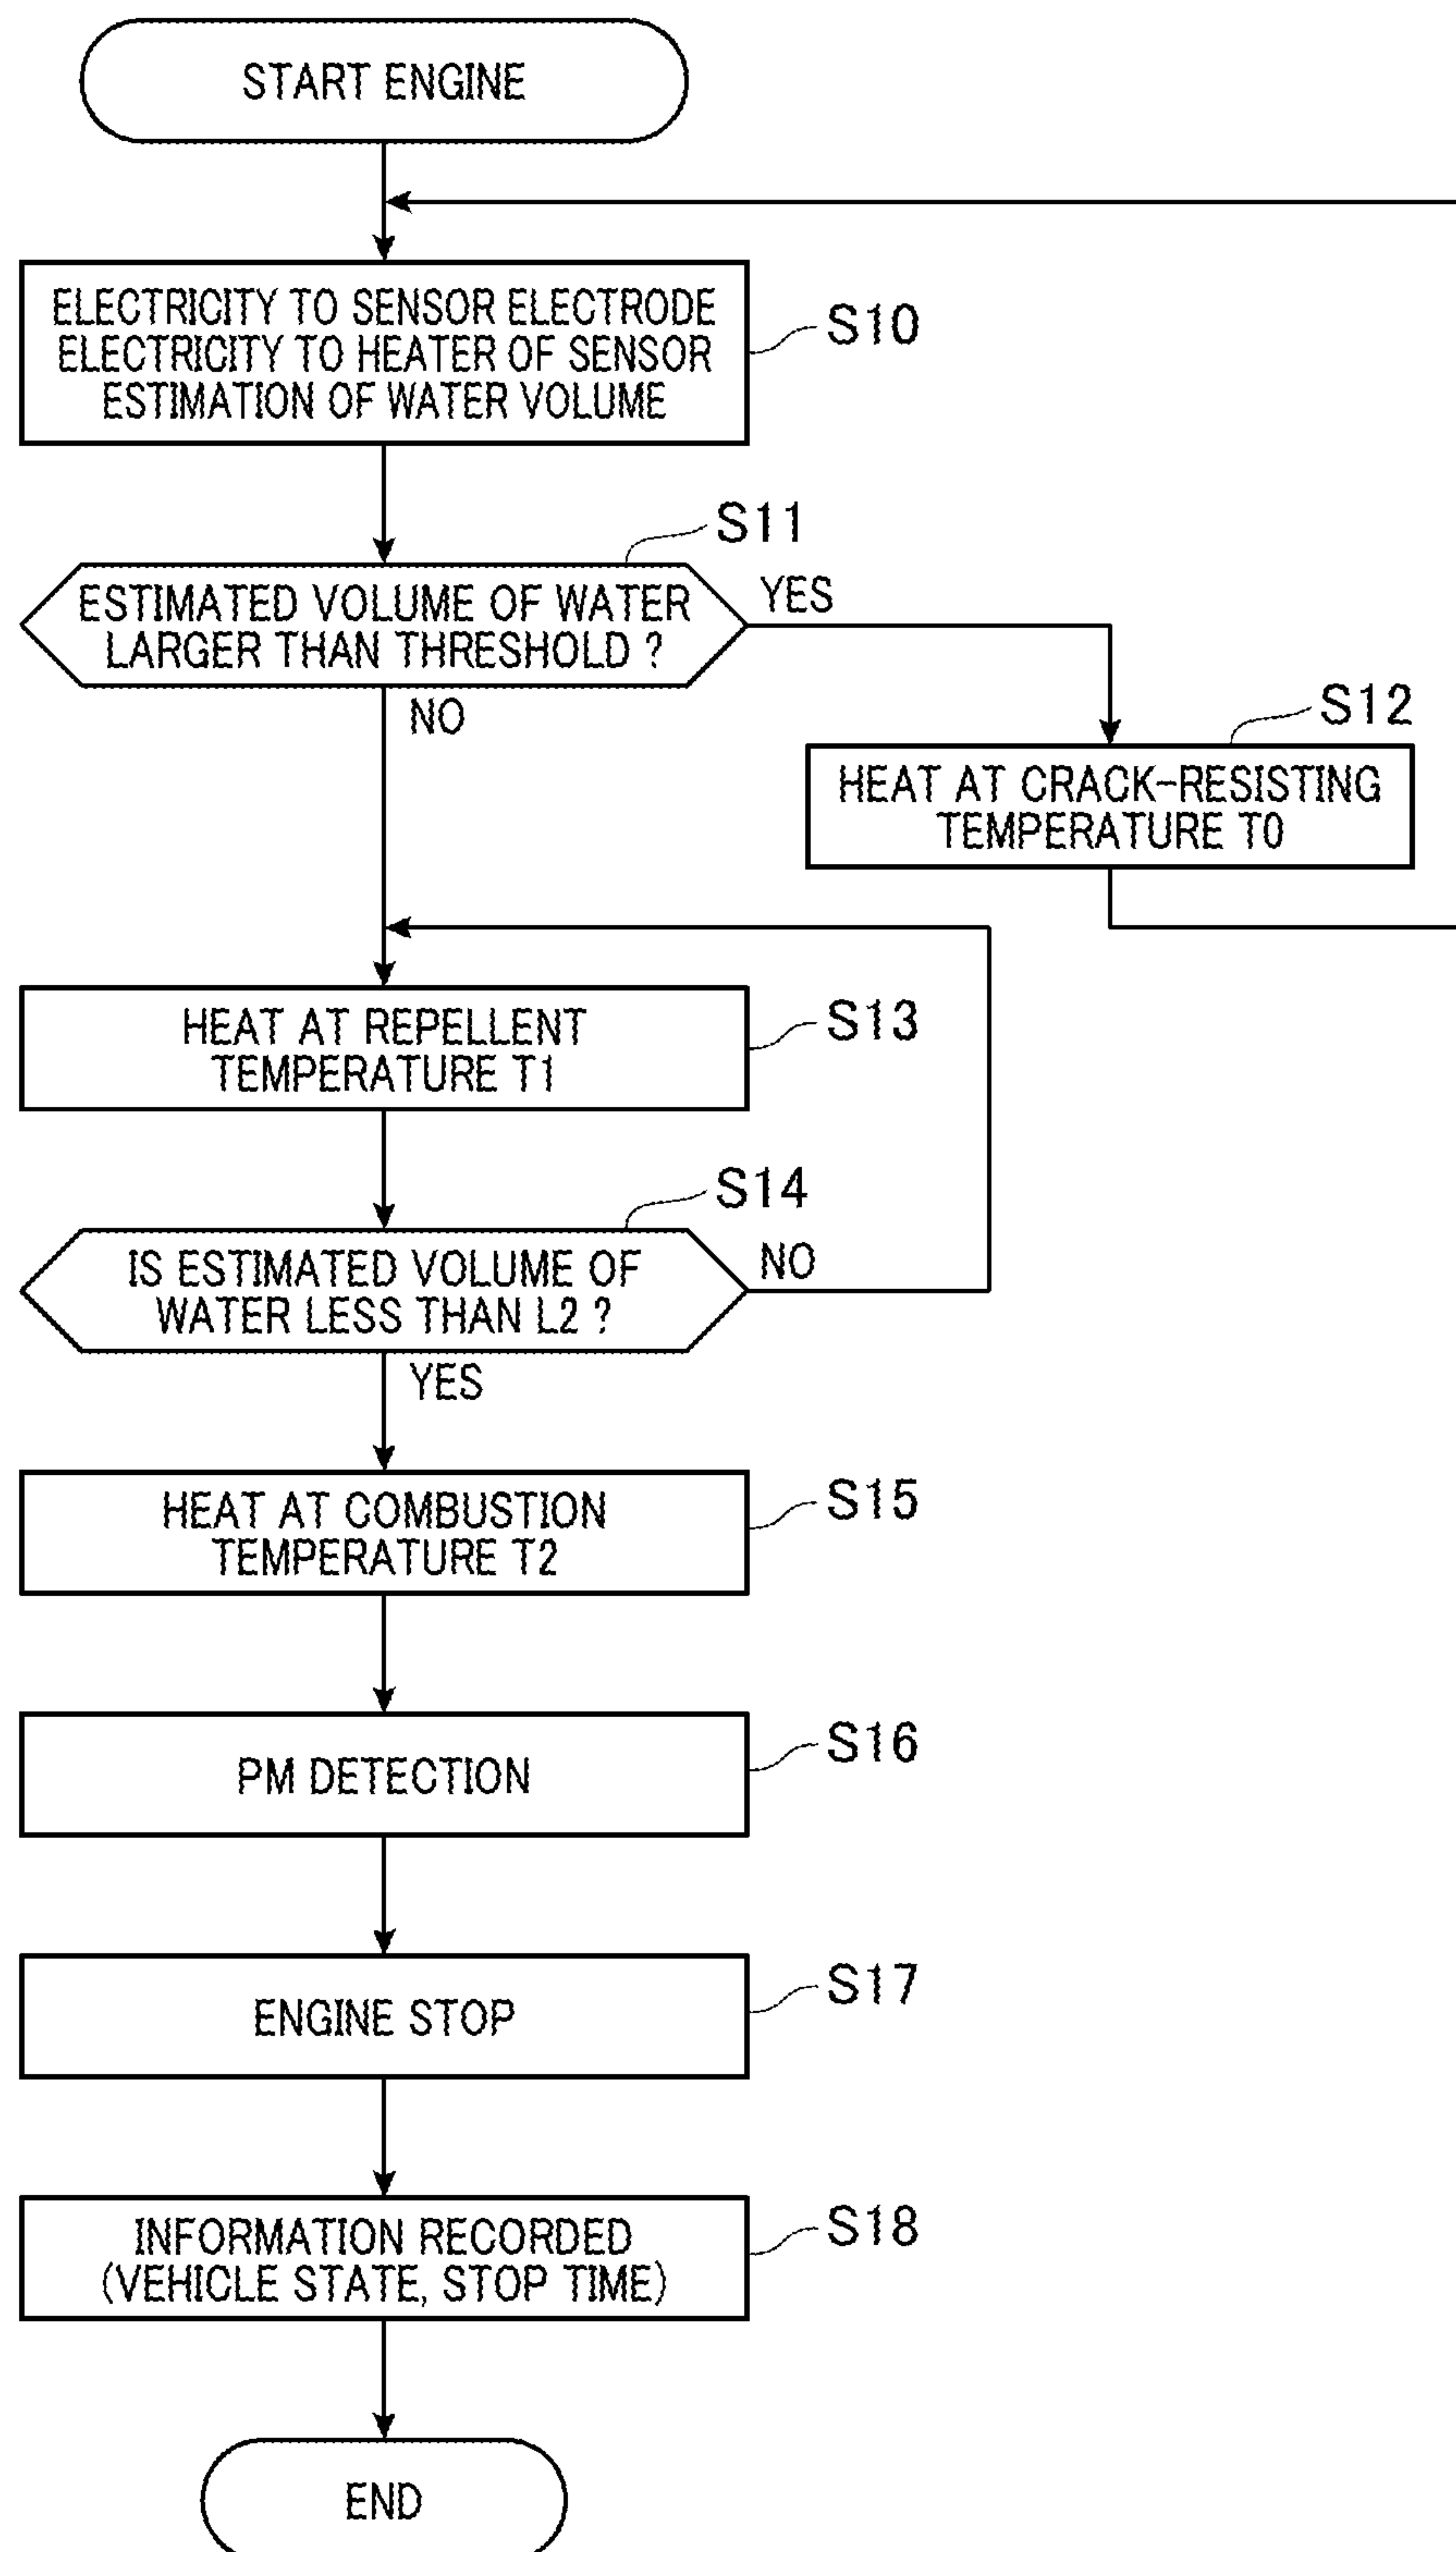 START ENGINE
ELECTRICITY TO SENSOR ELECTRODE
ELECTRICITY TO HEATER OF SENSOR
ESTIMATION OF WATER VOLUME
S10
S11
ESTIMATED VOLUME OF WATER
LARGER THAN THRESHOLD ?
YES
NO
S12
HEAT AT CRACK-RESISTING
TEMPERATURE T0
HEAT AT REPELLENT
TEMPERATURE T1
S13
S14
IS ESTIMATED VOLUME OF
WATER LESS THAN L2 ?
NO
YES
HEAT AT COMBUSTION
TEMPERATURE T2
S15
PM DETECTION
S16
ENGINE STOP
S17
INFORMATION RECORDED
(VEHICLE STATE, STOP TIME)
S18
END